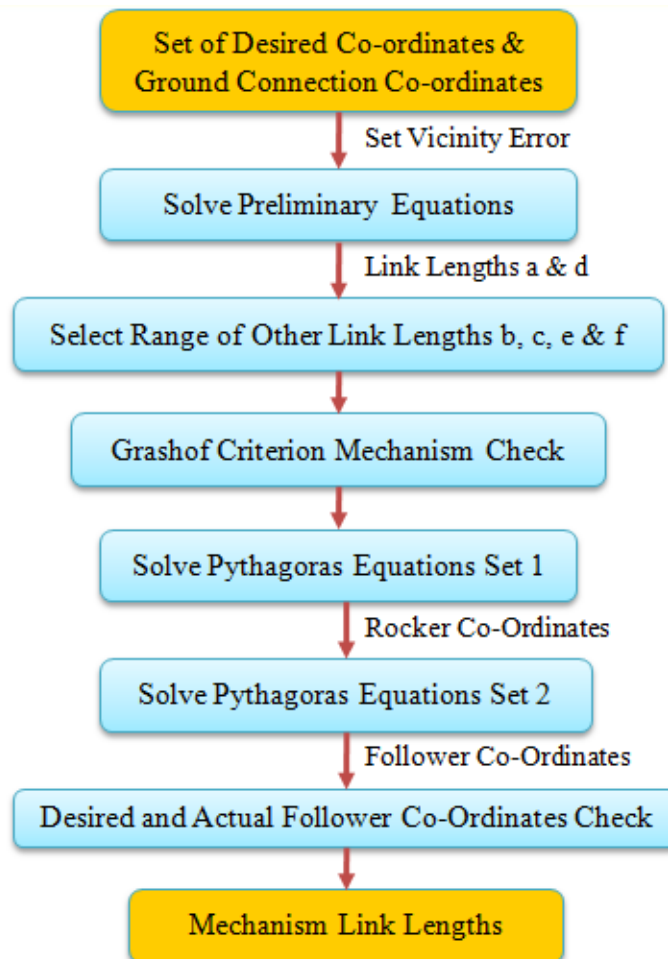 Set of Desired Co-ordinates &
Ground Connection Co-ordinates
Set Vicinity Error
Solve Preliminary Equations
Link Lengths a & d
Select Range of Other Link Lengths b, c, e & f
Grashof Criterion Mechanism Check
Solve Pythagoras Equations Set 1
Rocker Co-Ordinates
Solve Pythagoras Equations Set 2
Follower Co-Ordinates
Desired and Actual Follower Co-Ordinates Check
Mechanism Link Lengths